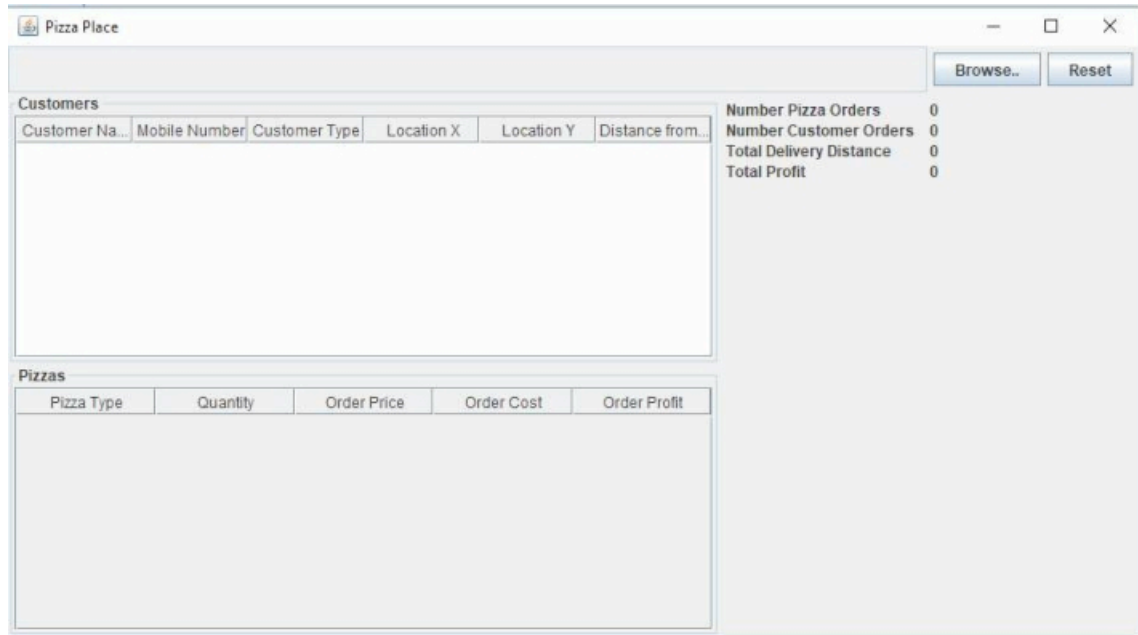 Pizza Place
Browse.. Reset
Customers
Customer Na... Mobile Number Customer Type Location X Location Y Distance from...
Number Pizza Orders 0
Number Customer Orders 0
Total Delivery Distance 0
Total Profit 0
Pizzas
Pizza Type Quantity Order Price Order Cost Order Profit